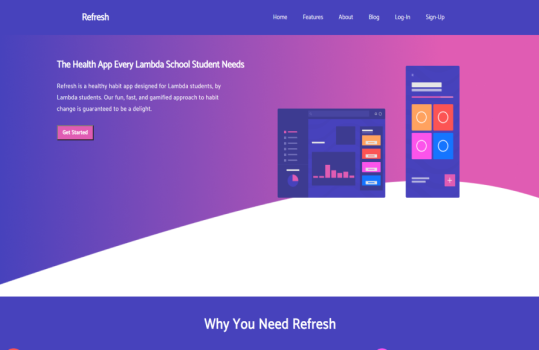 Refresh
Home Features About Blog Log-In Sign-Up
The Health App Every Lambda School Student Needs
Refresh is a healthy habit app designed for Lambda students, by
Lambda students. Our fun, fast, and gamified approach to habit
change is guaranteed to be a delight.
Get Started
Why You Need Refresh